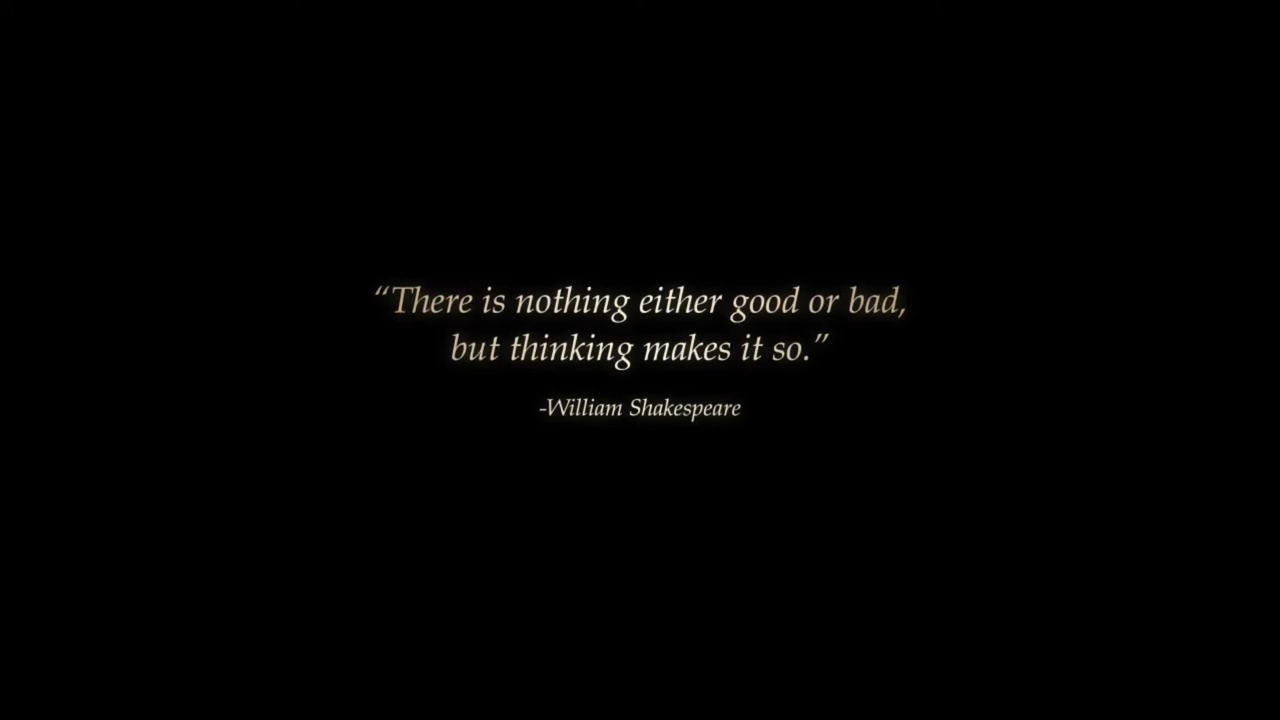 “There is nothing either good or bad,
but thinking makes it so.”
-William Shakespeare